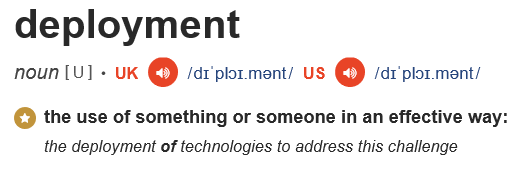 deployment
noun [ U ] • UK /dɪˈplɔɪ.mənt/ US /dɪˈplɔɪ.mənt/
the use of something or someone in an effective way:
the deployment of technologies to address this challenge